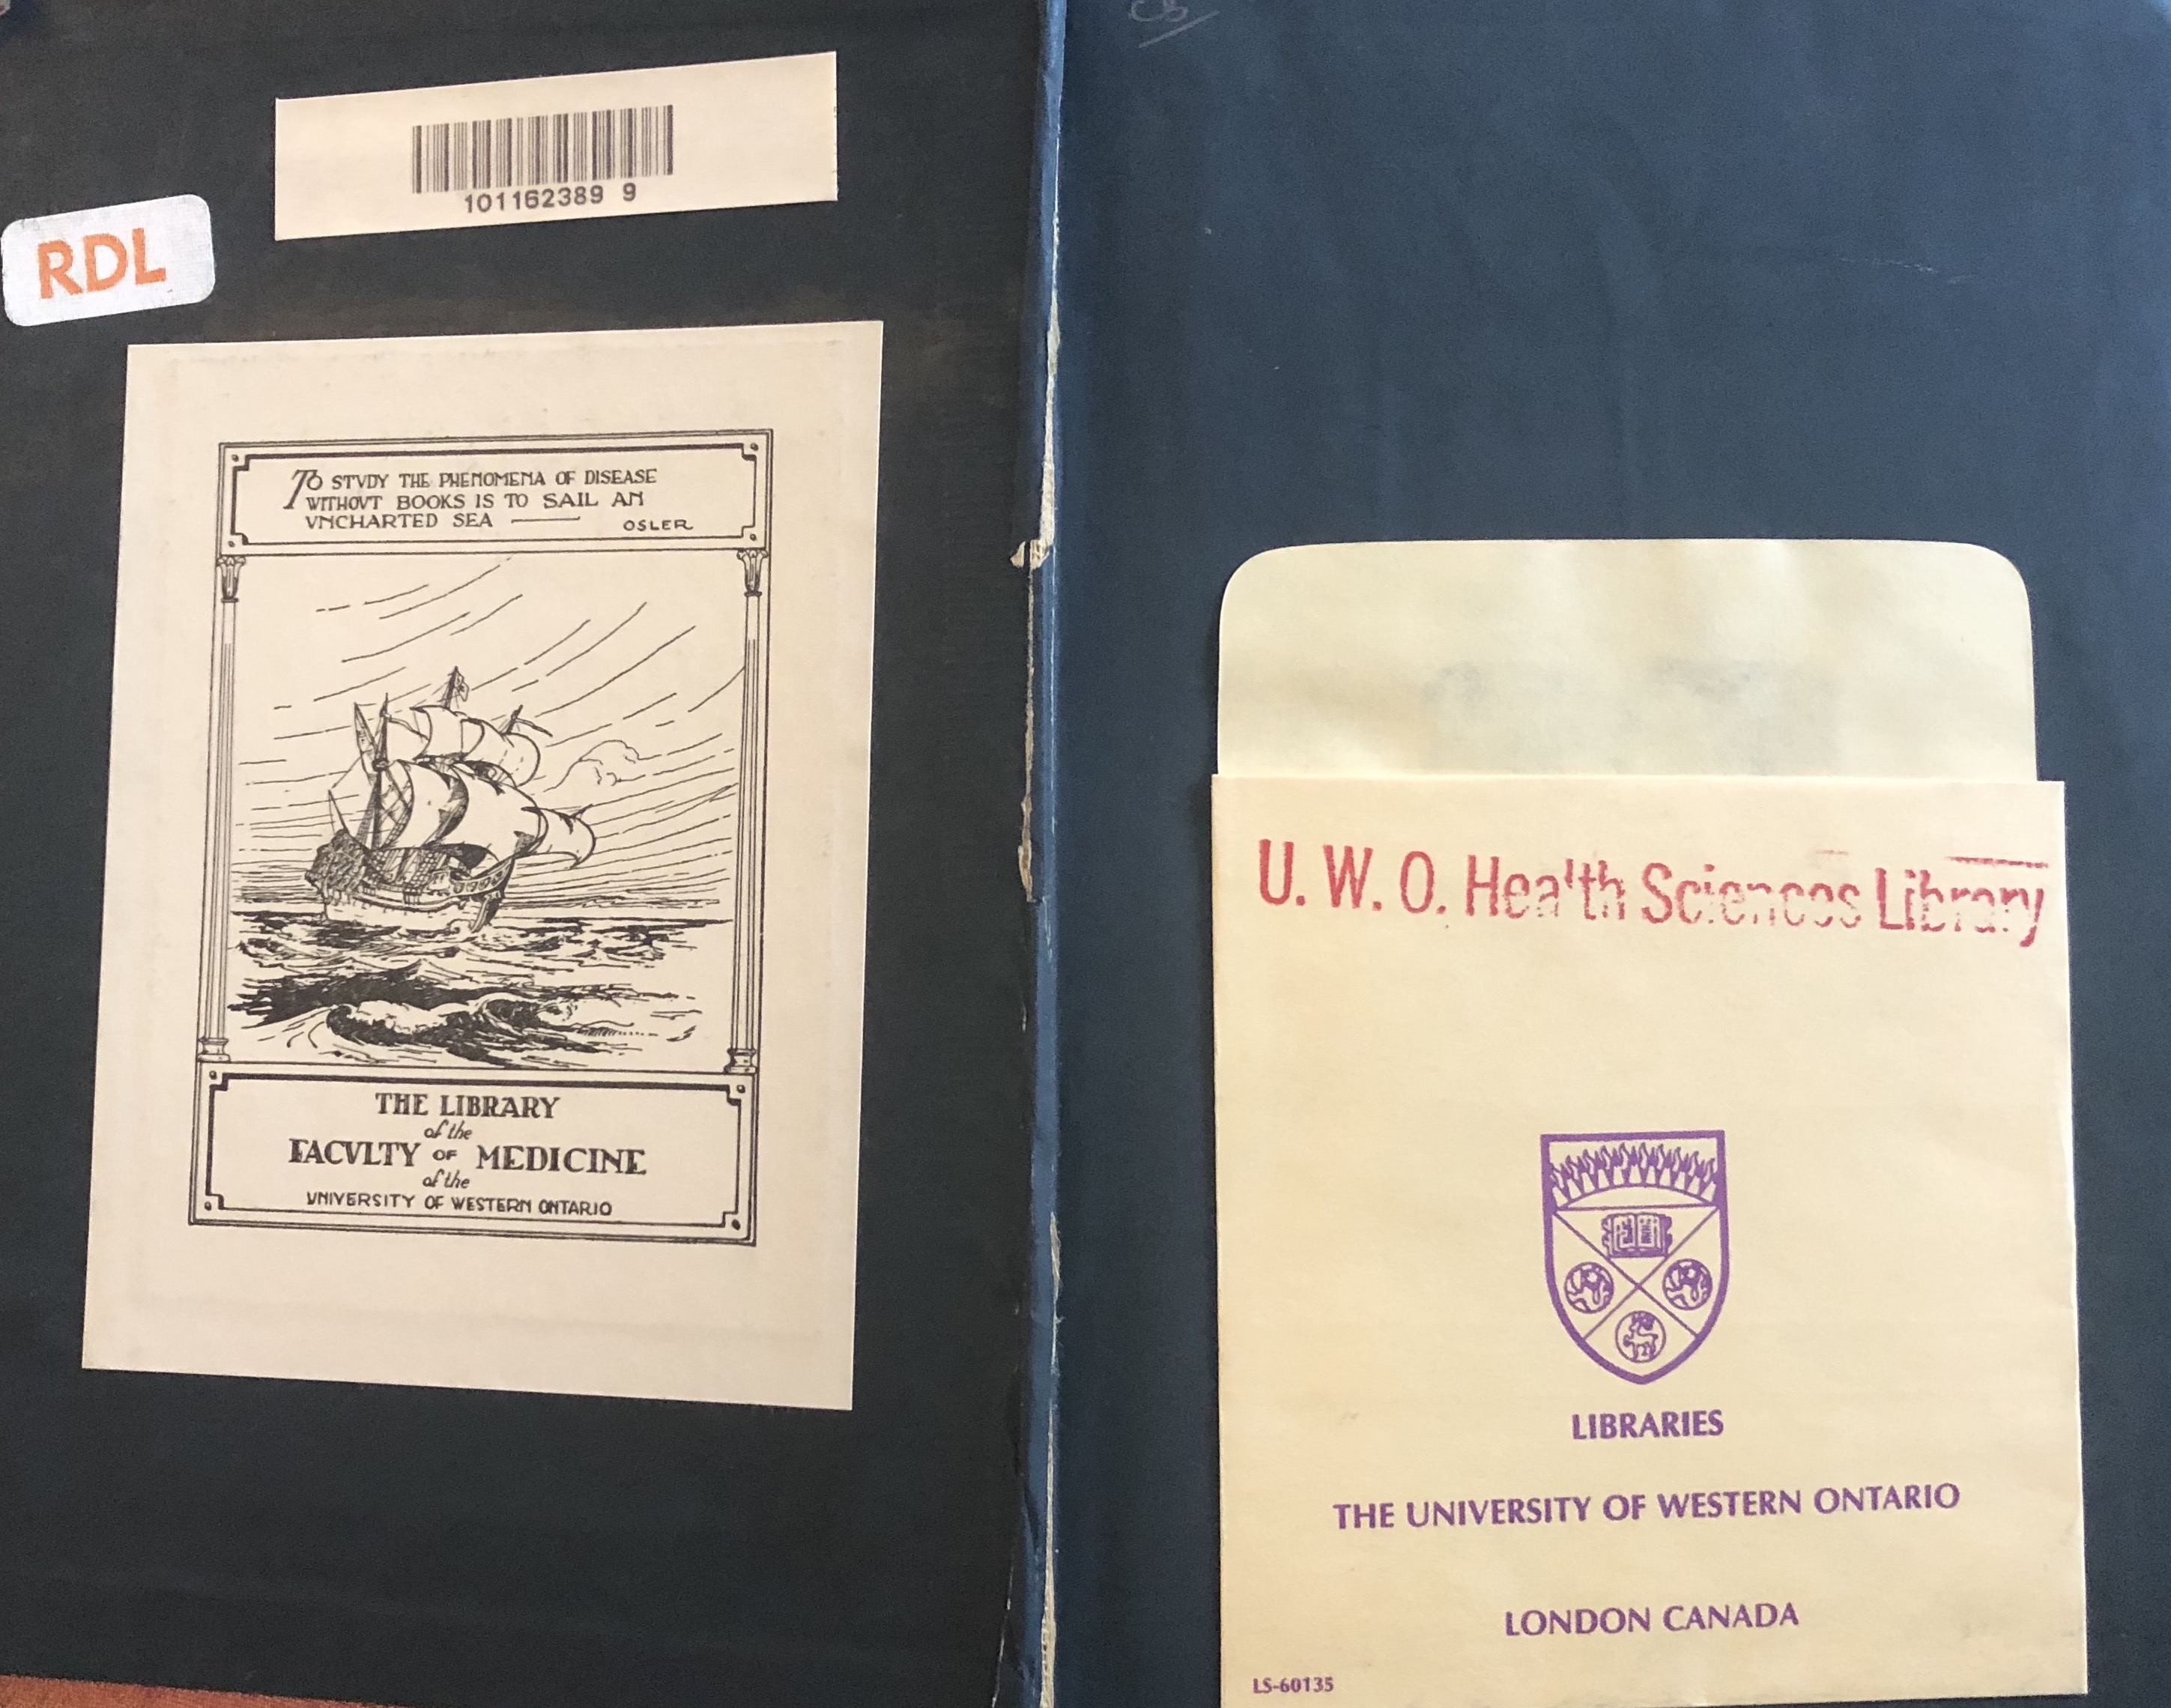 101162389 9
RDL
TO STVDY THE PHENOMENA OF DISEASE
WITHOVT BOOKS IS TO SAIL AN
VNCHARTED SEA —— OSLER
THE LIBRARY
of the
FACVLTY OF MEDICINE
of the
VNIVERSITY OF WESTERN ONTARIO
U. W. O. Health Sciences Library
LIBRARIES
THE UNIVERSITY OF WESTERN ONTARIO
LONDON CANADA
LS-60135